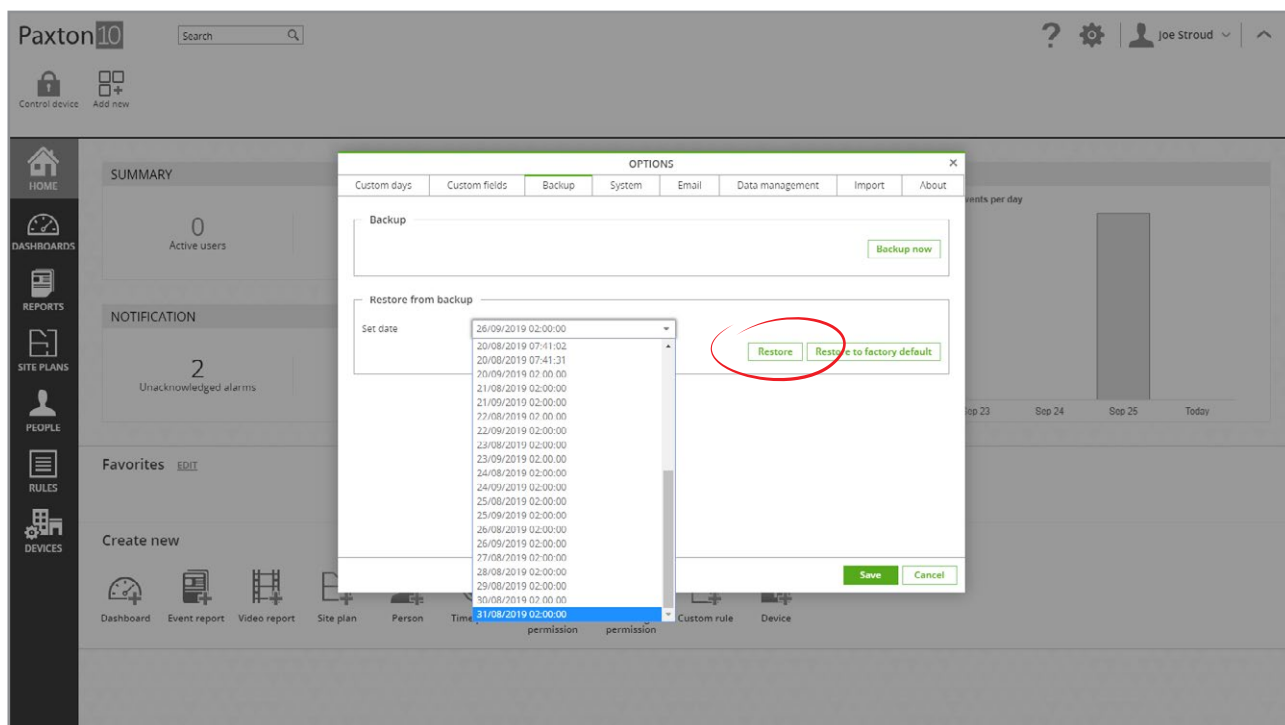 Paxton10
Search
Joe Stroud
Control device
Add new
HOME
DASHBOARDS
REPORTS
SITE PLANS
PEOPLE
RULES
DEVICES
SUMMARY
0
Active users
NOTIFICATION
2
Unacknowledged alarms
OPTIONS
Custom days
Custom fields
Backup
System
Email
Data management
Import
About
Backup
Backup now
Restore from backup
Set date
26/09/2019 02:00:00
Restore
Restore to factory default
20/08/2019 07:41:02
20/08/2019 07:41:31
20/09/2019 02:00:00
21/08/2019 02:00:00
21/09/2019 02:00:00
22/08/2019 02:00:00
22/09/2019 02:00:00
23/08/2019 02:00:00
23/09/2019 02:00:00
24/08/2019 02:00:00
24/09/2019 02:00:00
25/08/2019 02:00:00
25/09/2019 02:00:00
26/08/2019 02:00:00
26/09/2019 02:00:00
27/08/2019 02:00:00
28/08/2019 02:00:00
29/08/2019 02:00:00
30/08/2019 02:00:00
31/08/2019 02:00:00
Save
Cancel
per day
23
Sep 24
Sep 25
Today
Favorites EDIT
Create new
Dashboard
Event report
Video report
Site plan
Person
permission
permission
Custom rule
Device